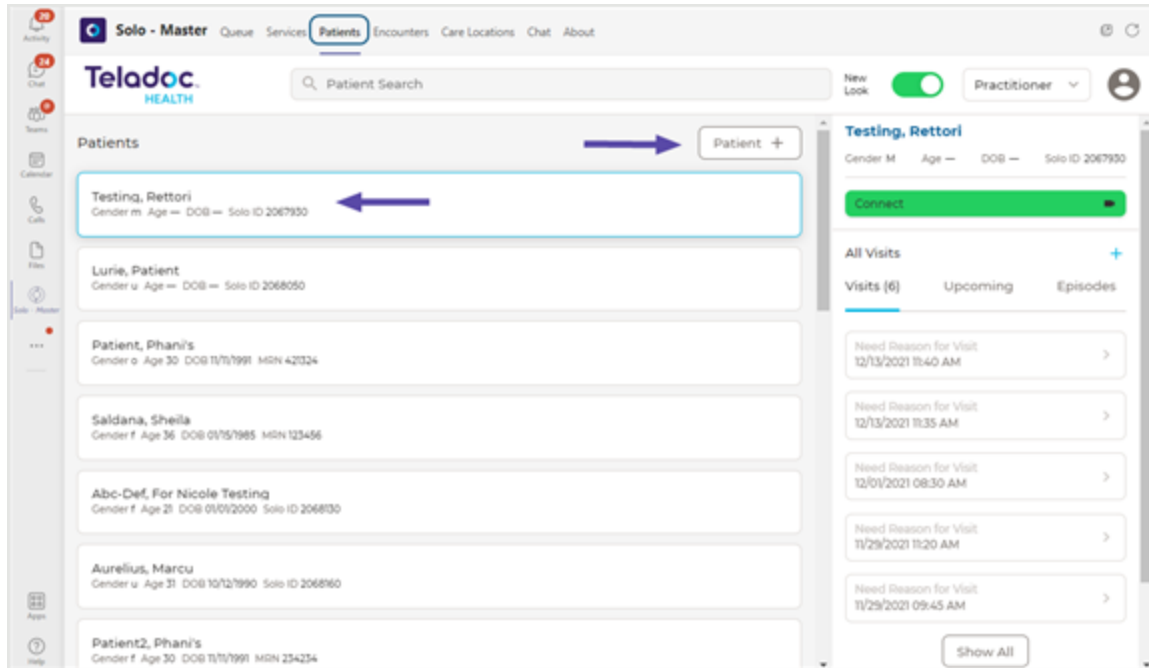 20
Activity
24
Chat
Teams
Calendar
Calls
Files
Solo - Master
Apps
Help
Solo - Master Queue Services Patients Encounters Care Locations Chat About
Teladoc
HEALTH
Patient Search
New
Look
Practitioner
Patients
Patient +
Testing, Rettori
Gender m Age — DOB — Solo ID 2067930
Lurie, Patient
Gender u Age — DOB — Solo ID 2068050
Patient, Phani's
Gender o Age 30 DOB 11/11/1991 MRN 421324
Saldana, Sheila
Gender f Age 36 DOB 01/15/1985 MRN 123456
Abc-Def, For Nicole Testing
Gender f Age 21 DOB 01/01/2000 Solo ID 2068130
Aurelius, Marcu
Gender u Age 31 DOB 10/12/1990 Solo ID 2068160
Patient2, Phani's
Gender f Age 30 DOB 11/11/1991 MRN 234234
Testing, Rettori
Gender M Age — DOB — Solo ID 2067930
Connect
All Visits +
Visits (6) Upcoming Episodes
Need Reason for Visit
12/13/2021 11:40 AM
Need Reason for Visit
12/13/2021 11:35 AM
Need Reason for Visit
12/01/2021 08:30 AM
Need Reason for Visit
11/29/2021 11:20 AM
Need Reason for Visit
11/29/2021 09:45 AM
Show All